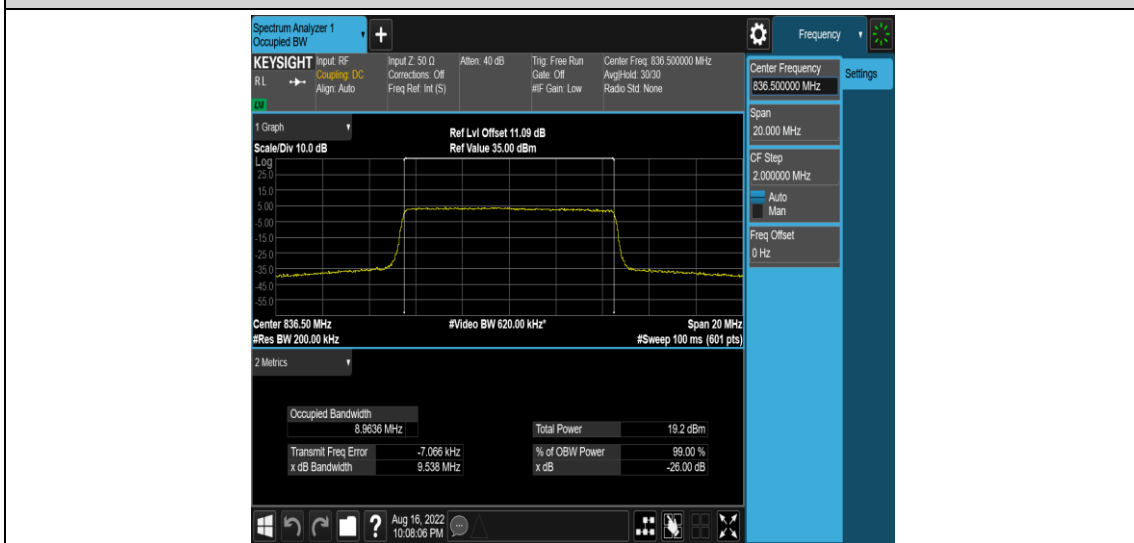 Spectrum Analyzer 1
Occupied BW
+
Frequency
KEYSIGHT
RL
LXI
Input: RF
Coupling: DC
Align: Auto
Input Z: 50 Ω
Corrections: Off
Freq Ref: Int (S)
Atten: 40 dB
Trig: Free Run
Gate: Off
#IF Gain: Low
Center Freq: 836.500000 MHz
Avg|Hold: 30/30
Radio Std: None
Center Frequency
836.500000 MHz
Settings
Span
20.000 MHz
CF Step
2.000000 MHz
Auto
Man
Freq Offset
0 Hz
1 Graph
Scale/Div 10.0 dB
Ref Lvl Offset 11.09 dB
Ref Value 35.00 dBm
Log
25.0
15.0
5.00
-5.00
-15.0
-25.0
-35.0
-45.0
-55.0
Center 836.50 MHz
#Video BW 620.00 kHz*
Span 20 MHz
#Res BW 200.00 kHz
#Sweep 100 ms (601 pts)
2 Metrics
Occupied Bandwidth
8.9636 MHz
Total Power 19.2 dBm
Transmit Freq Error -7.066 kHz
% of OBW Power 99.00 %
x dB Bandwidth 9.538 MHz
x dB -26.00 dB
?
Aug 16, 2022
10:08:06 PM